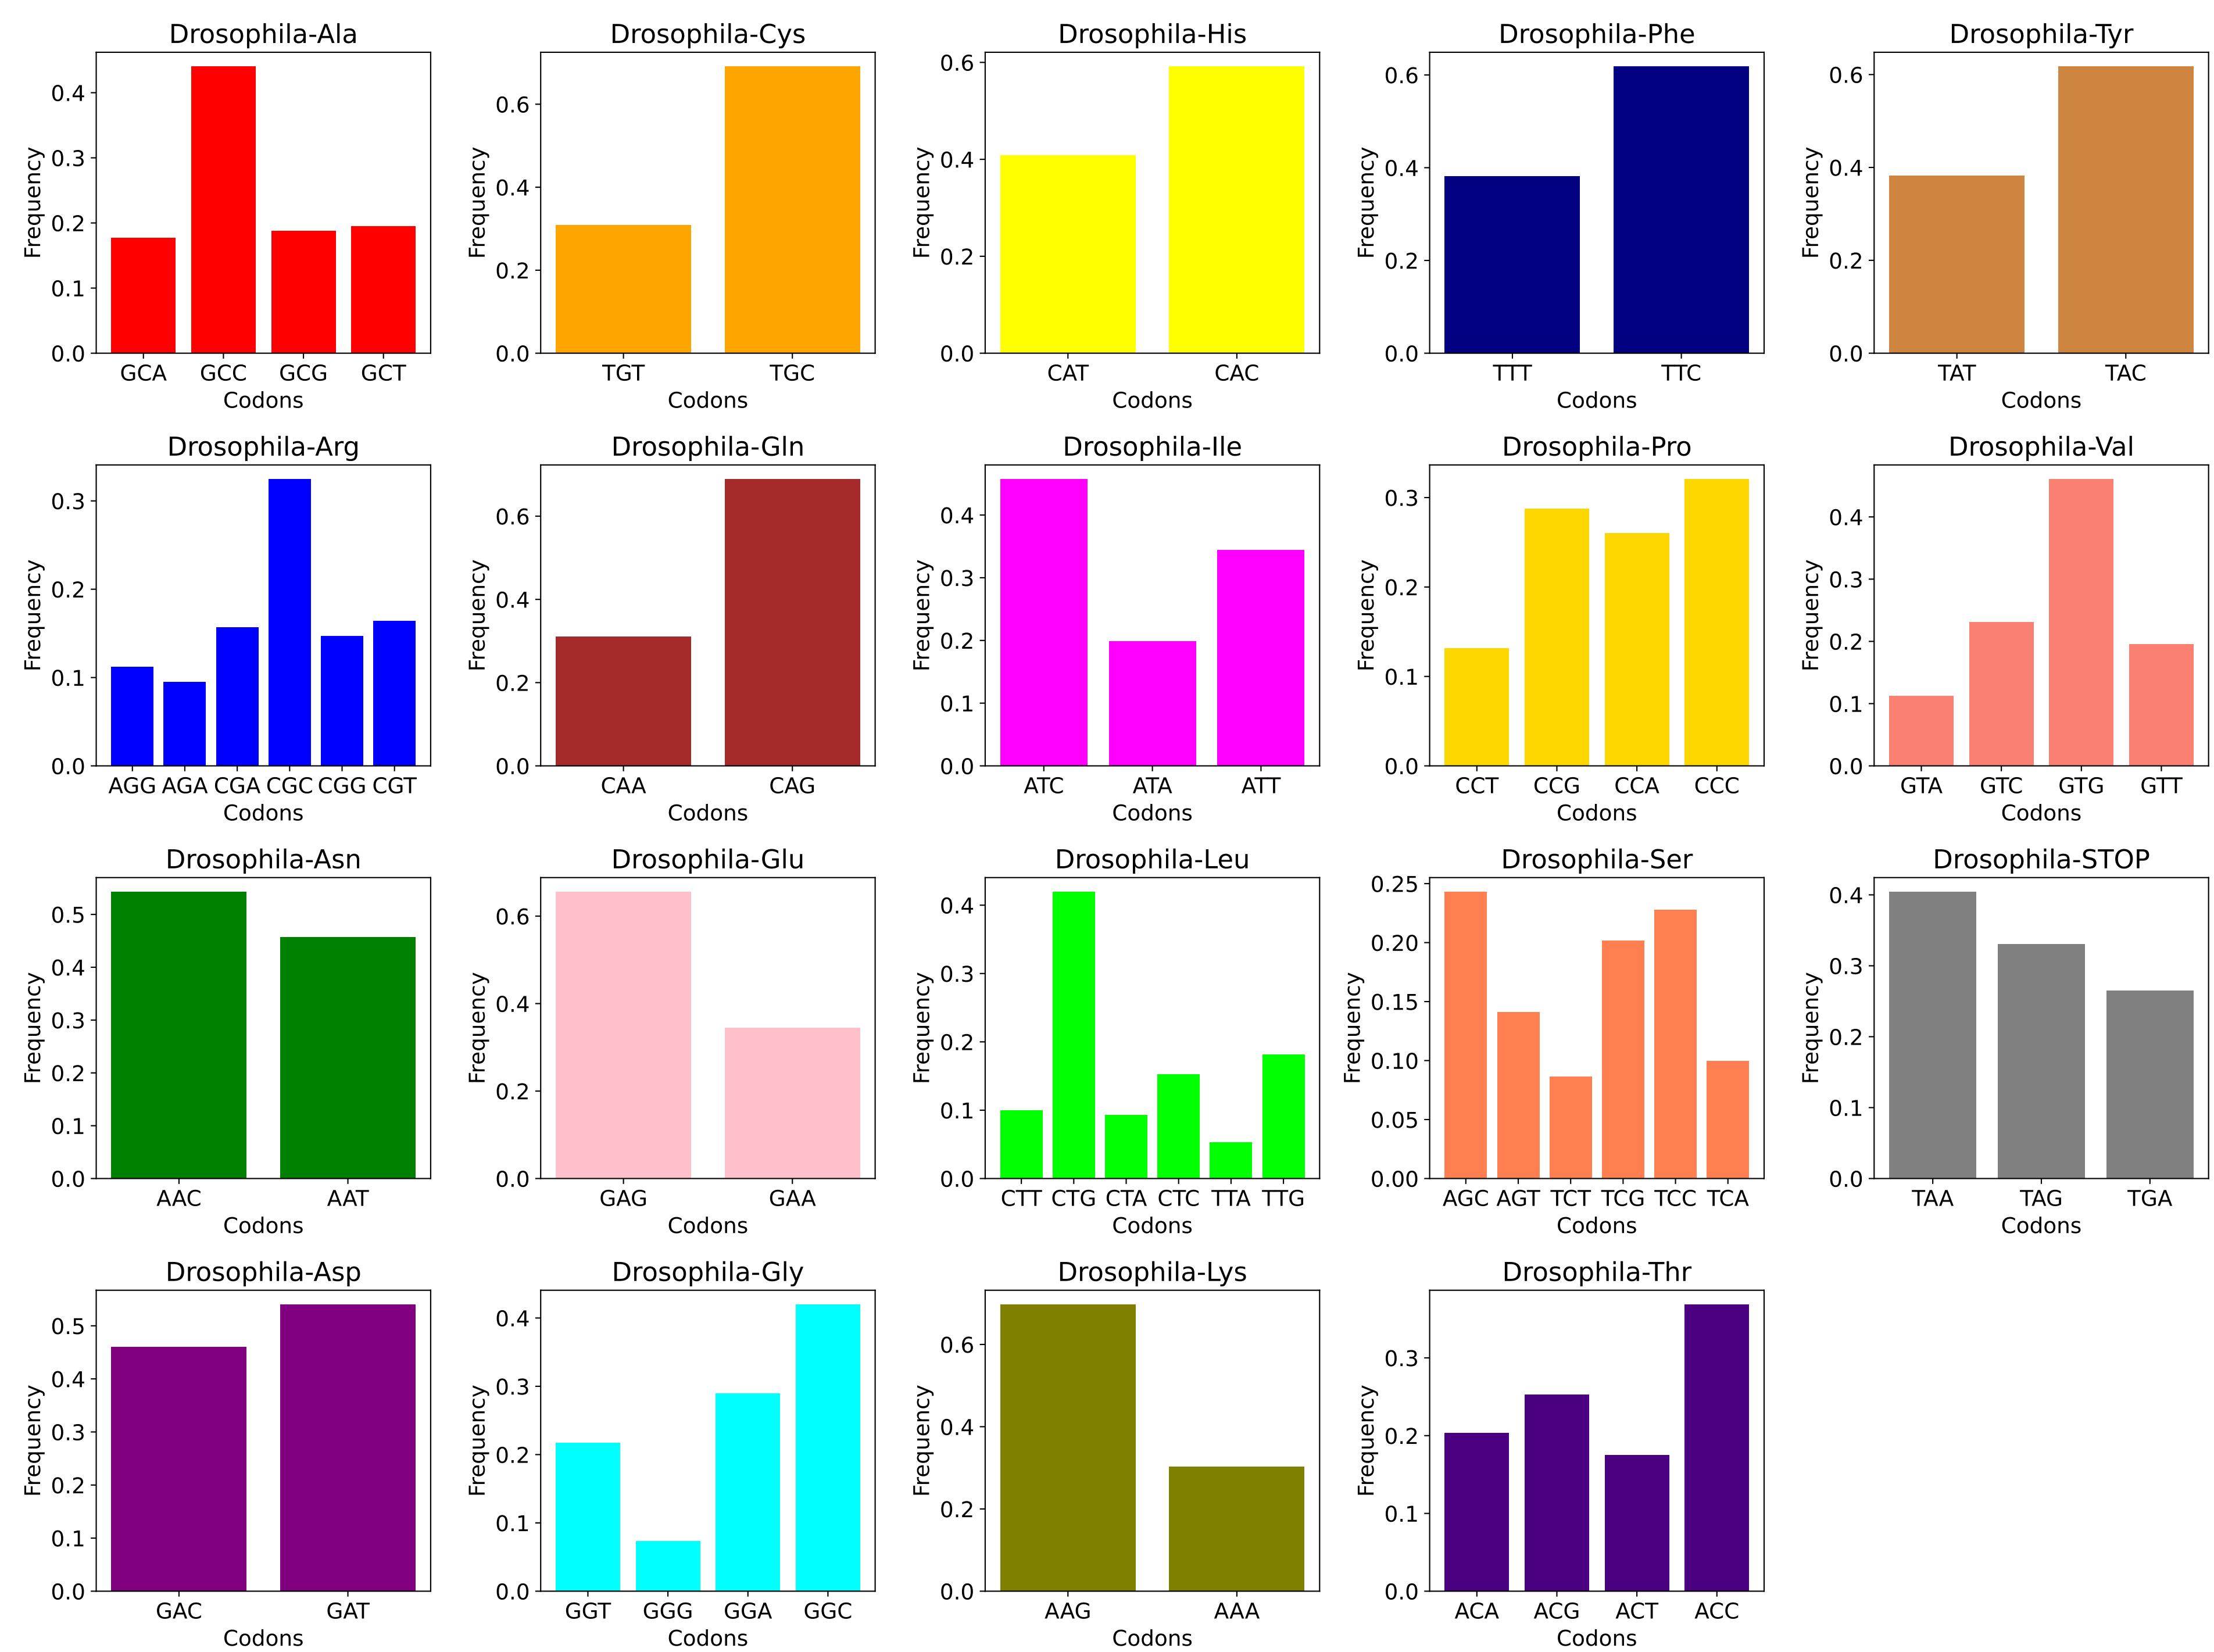 Drosophila-Ala
Frequency
0.4
0.3
0.2
0.1
0.0
GCA GCC GCG GCT
Codons
Drosophila-Cys
Frequency
0.6
0.4
0.2
0.0
TGT TGC
Codons
Drosophila-His
Frequency
0.6
0.4
0.2
0.0
CAT CAC
Codons
Drosophila-Phe
Frequency
0.6
0.4
0.2
0.0
TTT TTC
Codons
Drosophila-Tyr
Frequency
0.6
0.4
0.2
0.0
TAT TAC
Codons
Drosophila-Arg
Frequency
0.3
0.2
0.1
0.0
AGG AGA CGA CGC CGG CGT
Codons
Drosophila-Gln
Frequency
0.6
0.4
0.2
0.0
CAA CAG
Codons
Drosophila-Ile
Frequency
0.4
0.3
0.2
0.1
0.0
ATC ATA ATT
Codons
Drosophila-Pro
Frequency
0.3
0.2
0.1
0.0
CCT CCG CCA CCC
Codons
Drosophila-Val
Frequency
0.4
0.3
0.2
0.1
0.0
GTA GTC GTG GTT
Codons
Drosophila-Asn
Frequency
0.5
0.4
0.3
0.2
0.1
0.0
AAC AAT
Codons
Drosophila-Glu
Frequency
0.6
0.4
0.2
0.0
GAG GAA
Codons
Drosophila-Leu
Frequency
0.4
0.3
0.2
0.1
0.0
CTT CTG CTA CTC TTA TTG
Codons
Drosophila-Ser
Frequency
0.25
0.20
0.15
0.10
0.05
0.00
AGC AGT TCT TCG TCC TCA
Codons
Drosophila-STOP
Frequency
0.4
0.3
0.2
0.1
0.0
TAA TAG TGA
Codons
Drosophila-Asp
Frequency
0.5
0.4
0.3
0.2
0.1
0.0
GAC GAT
Codons
Drosophila-Gly
Frequency
0.4
0.3
0.2
0.1
0.0
GGT GGG GGA GGC
Codons
Drosophila-Lys
Frequency
0.6
0.4
0.2
0.0
AAG AAA
Codons
Drosophila-Thr
Frequency
0.3
0.2
0.1
0.0
ACA ACG ACT ACC
Codons